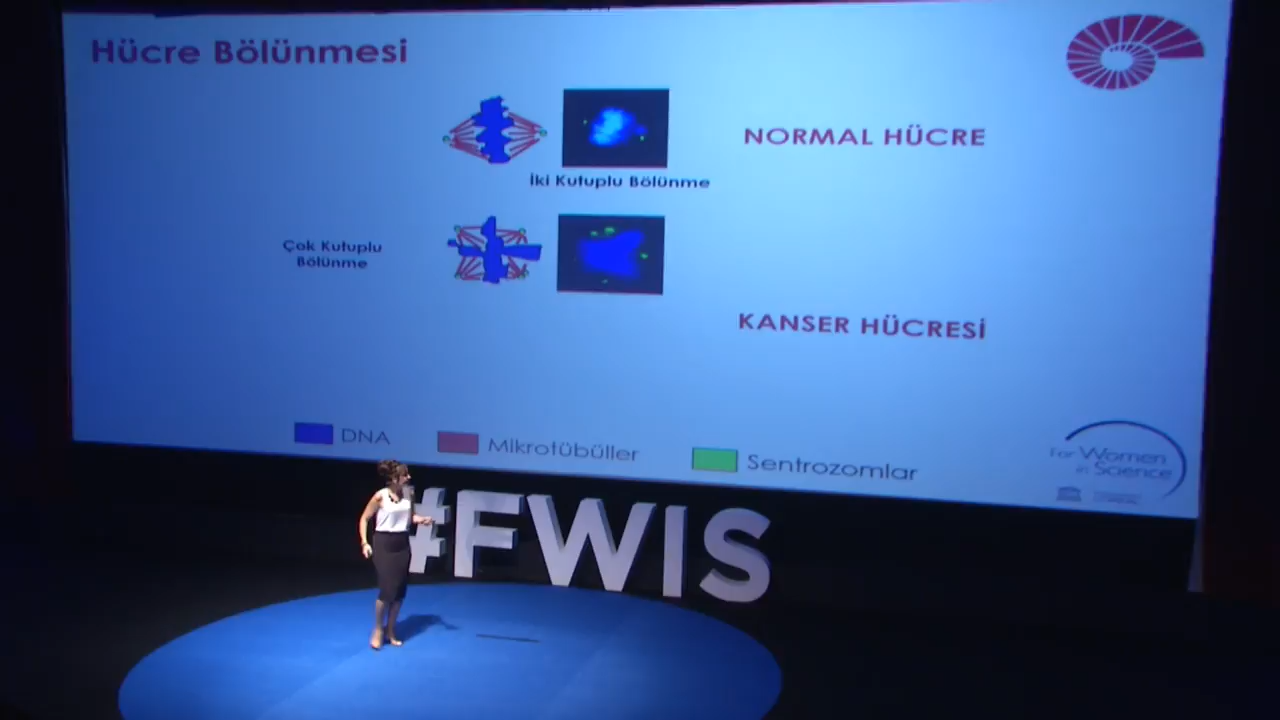 Hücre Bölünmesi
NORMAL HÜCRE
İki Kutuplu Bölünme
Çok Kutuplu
Bölünme
KANSER HÜCRESİ
DNA
Mikrotübüller
Sentrozomlar
For Women
in Science
#FWIS